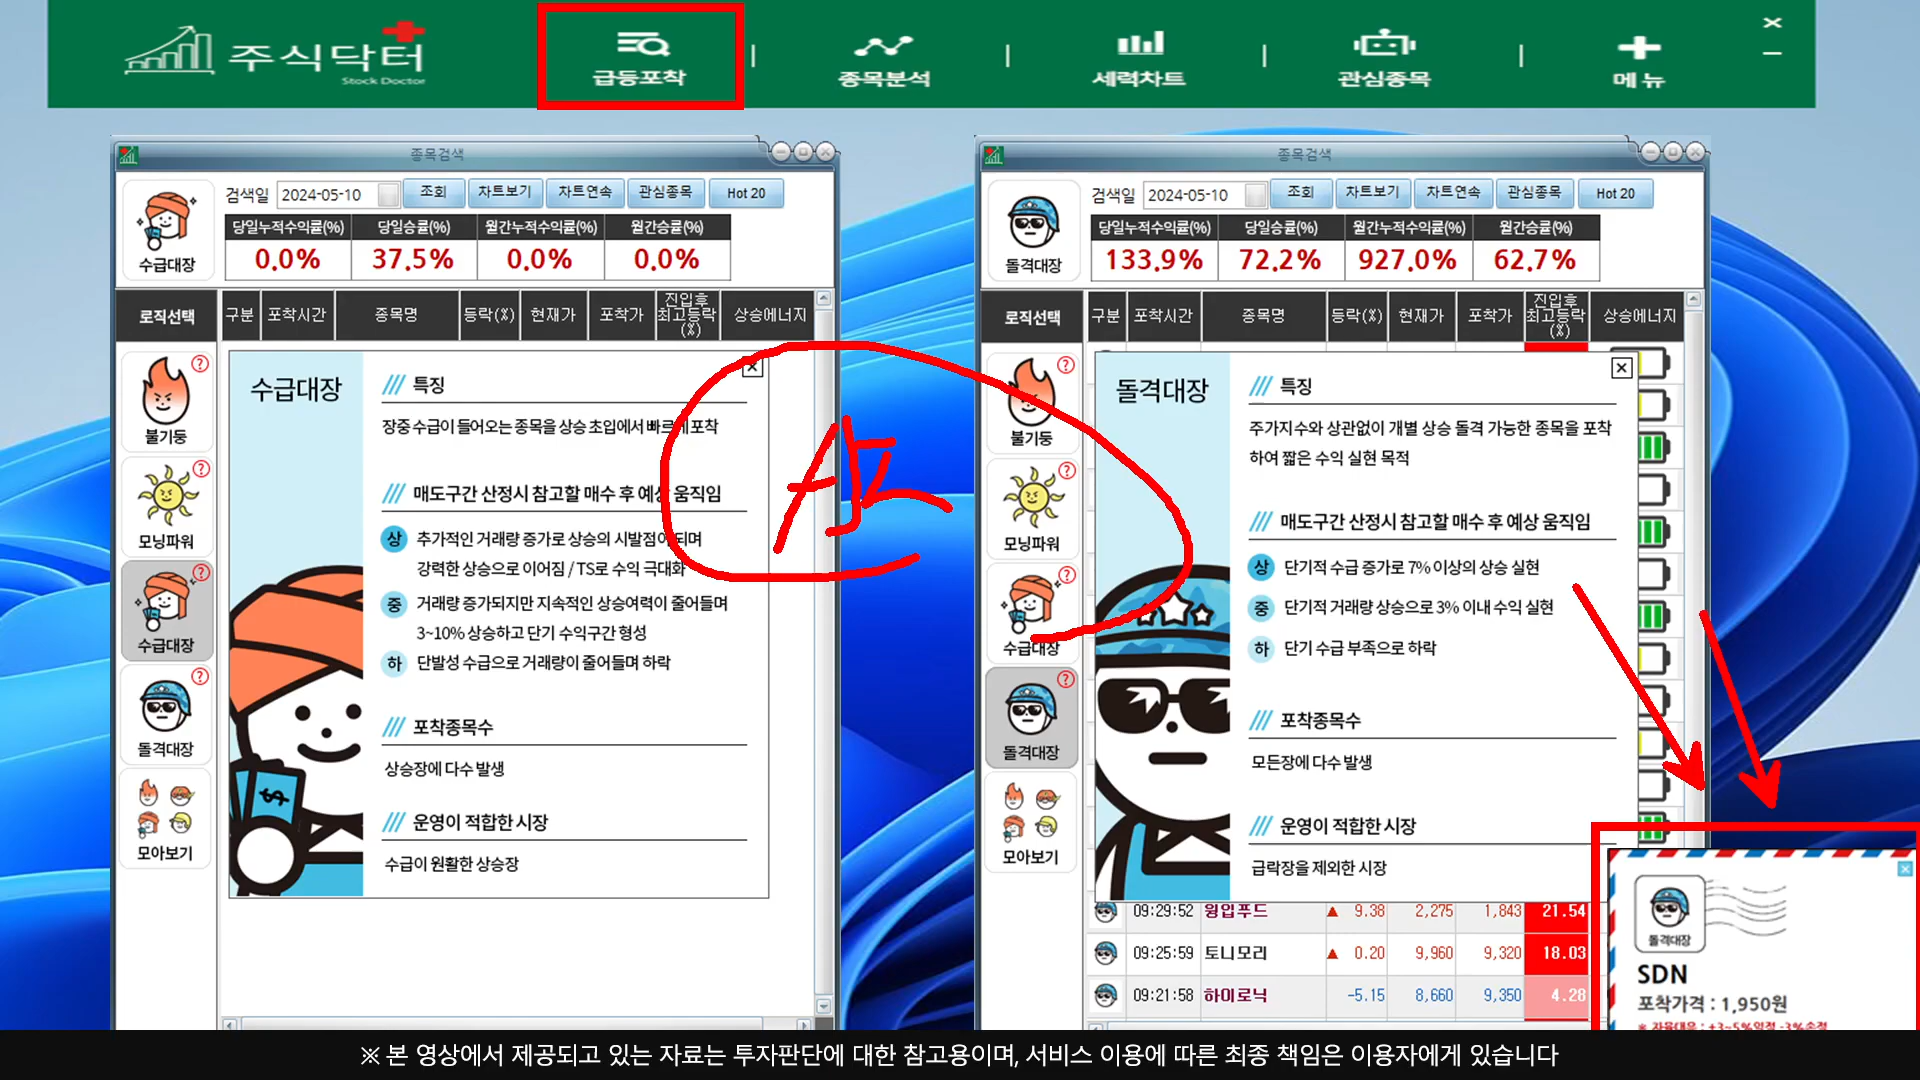 주식닥터
Stock Doctor
급등포착
종목분석
세력차트
관심종목
메뉴
종목검색
수급대장
검색일 2024-05-10 조회 차트보기 차트연속 관심종목 Hot 20
당일누적수익률(%) 당일승률(%) 월간누적수익률(%) 월간승률(%)
0.0% 37.5% 0.0% 0.0%
로직선택 구분 포착시간 종목명 등락(%) 현재가 포착가 진입후 최고등락 (%) 상승에너지
불기둥
모닝파워
수급대장
돌격대장
모아보기
수급대장
특징
장중 수급이 들어오는 종목을 상승 초입에서 빠르게 포착
매도구간 산정시 참고할 매수 후 예상 움직임
상 추가적인 거래량 증가로 상승의 시발점이 되며
강력한 상승으로 이어짐 / TS로 수익 극대화
중 거래량 증가되지만 지속적인 상승여력이 줄어들며
3~10% 상승하고 단기 수익구간 형성
하 단발성 수급으로 거래량이 줄어들며 하락
포착종목수
상승장에 다수 발생
운영이 적합한 시장
수급이 원활한 상승장
종목검색
돌격대장
검색일 2024-05-10 조회 차트보기 차트연속 관심종목 Hot 20
당일누적수익률(%) 당일승률(%) 월간누적수익률(%) 월간승률(%)
133.9% 72.2% 927.0% 62.7%
로직선택 구분 포착시간 종목명 등락(%) 현재가 포착가 진입후 최고등락 (%) 상승에너지
불기둥
모닝파워
수급대장
돌격대장
모아보기
돌격대장
특징
주가지수와 상관없이 개별 상승 돌격 가능한 종목을 포착
하여 짧은 수익 실현 목적
매도구간 산정시 참고할 매수 후 예상 움직임
상 단기적 수급 증가로 7% 이상의 상승 실현
중 단기적 거래량 상승으로 3% 이내 수익 실현
하 단기 수급 부족으로 하락
포착종목수
모든장에 다수 발생
운영이 적합한 시장
급락장을 제외한 시장
09:29:52 윙입푸드 ▲ 9.38 2,275 1,843 21.54
09:25:59 토니모리 ▲ 0.20 9,960 9,320 18.03
09:21:58 하이로닉 -5.15 8,660 9,350 4.28
돌격대장
SDN
포착가격 : 1,950원
※ 본 영상에서 제공되고 있는 자료는 투자판단에 대한 참고용이며, 서비스 이용에 따른 최종 책임은 이용자에게 있습니다